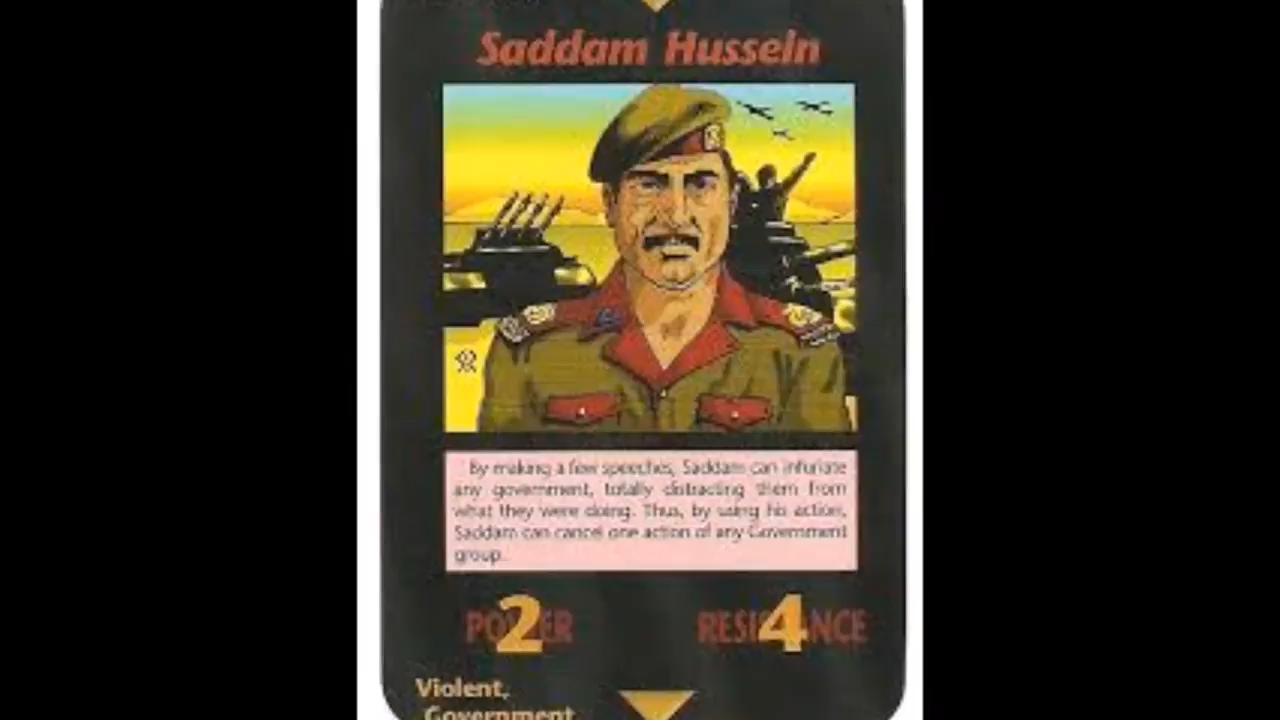 Saddam Hussein
By making a few speeches, Saddam can infuriate
any government, totally distracting them from
what they were doing. Thus, by using his action,
Saddam can cancel one action of any Government
group.
POWER 2 RESISTANCE 4
Violent,
Government